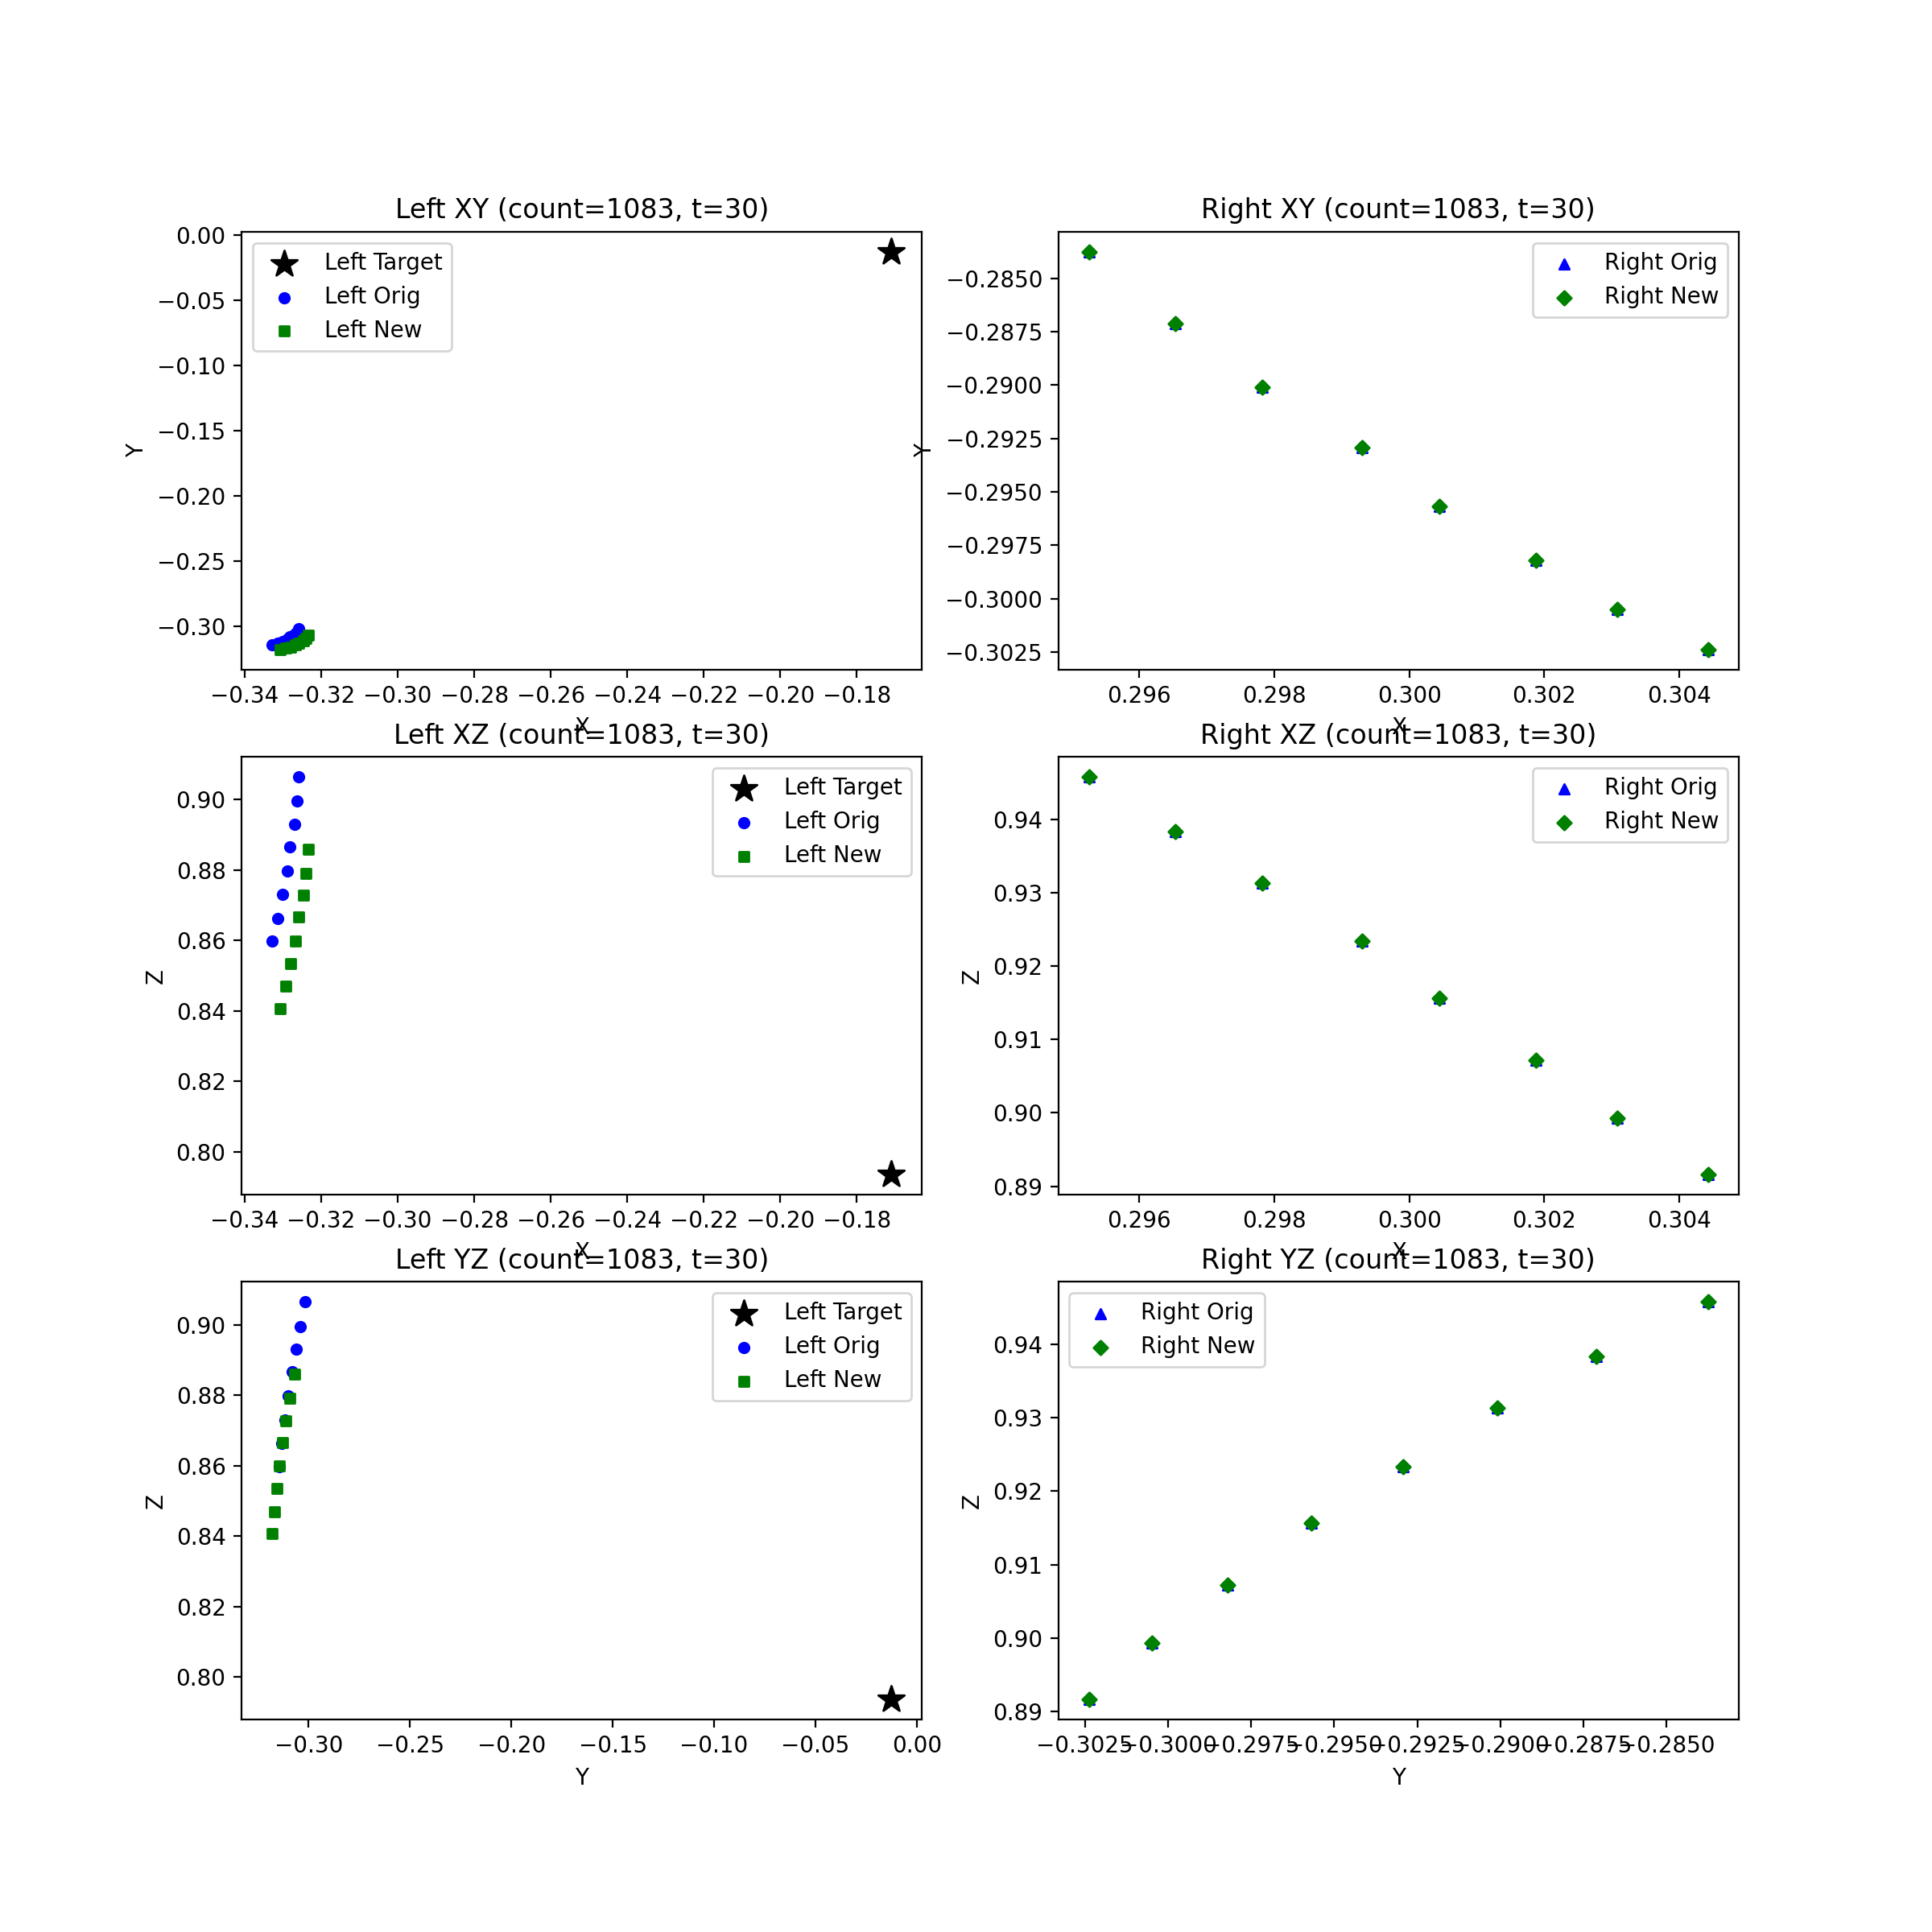 Left XY (count=1083, t=30)
0.00
−0.05
−0.10
−0.15
−0.20
−0.25
−0.30
Y
Left Target
Left Orig
Left New
−0.34 −0.32 −0.30 −0.28 −0.26 −0.24 −0.22 −0.20 −0.18
X
Right XY (count=1083, t=30)
−0.2850
−0.2875
−0.2900
−0.2925
−0.2950
−0.2975
−0.3000
−0.3025
Y
Right Orig
Right New
0.296 0.298 0.300 0.302 0.304
X
Left XZ (count=1083, t=30)
0.90
0.88
0.86
0.84
0.82
0.80
Z
Left Target
Left Orig
Left New
−0.34 −0.32 −0.30 −0.28 −0.26 −0.24 −0.22 −0.20 −0.18
X
Right XZ (count=1083, t=30)
0.94
0.93
0.92
0.91
0.90
0.89
Z
Right Orig
Right New
0.296 0.298 0.300 0.302 0.304
X
Left YZ (count=1083, t=30)
0.90
0.88
0.86
0.84
0.82
0.80
Z
Left Target
Left Orig
Left New
−0.30 −0.25 −0.20 −0.15 −0.10 −0.05 0.00
Y
Right YZ (count=1083, t=30)
0.94
0.93
0.92
0.91
0.90
0.89
Z
Right Orig
Right New
−0.3025 −0.3000 −0.2975 −0.2950 −0.2925 −0.2900 −0.2875 −0.2850
Y